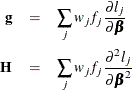 g = ∑_j w_j f_j ∂l_j/∂β
H = ∑_j w_j f_j ∂²l_j/∂β²